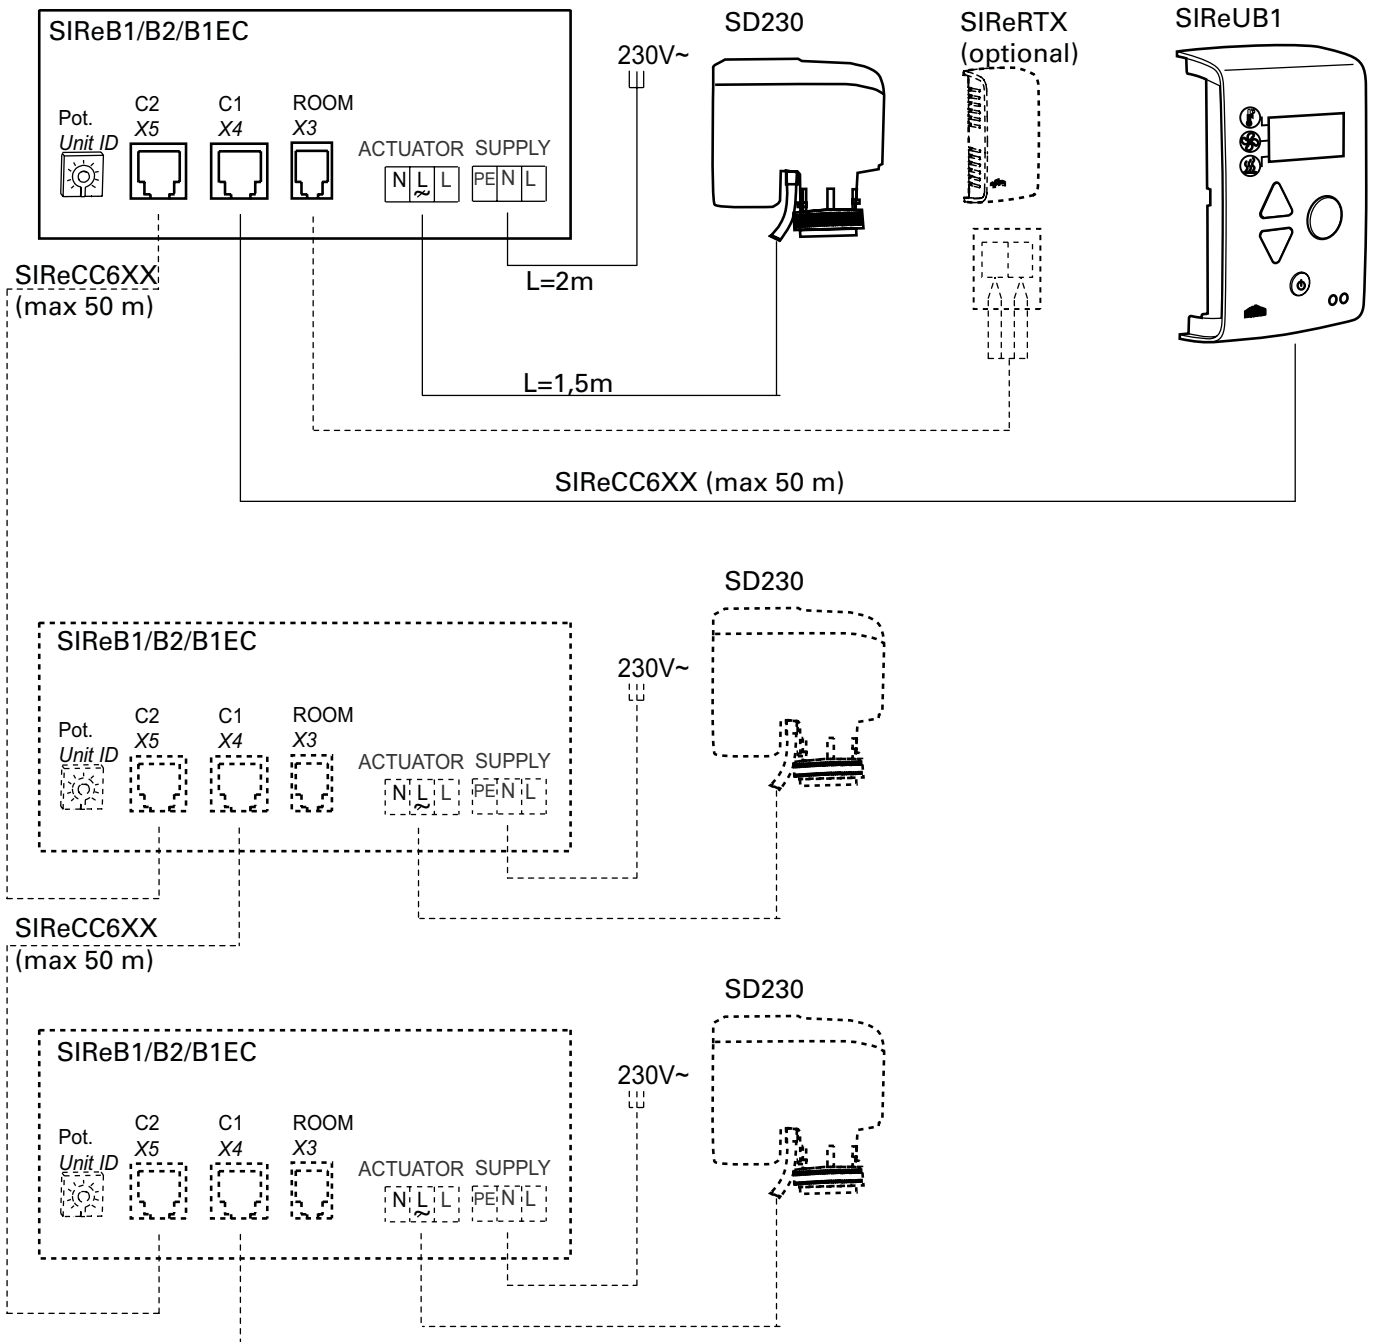 SIReB1/B2/B1EC
230V~
SD230
SIReRTX
(optional)
SIReUB1
Pot.
Unit ID
C2
X5
C1
X4
ROOM
X3
ACTUATOR
N L L
~
SUPPLY
PE N L
SIReCC6XX
(max 50 m)
L=2m
L=1,5m
SIReCC6XX (max 50 m)
SIReB1/B2/B1EC
230V~
SD230
Pot.
Unit ID
C2
X5
C1
X4
ROOM
X3
ACTUATOR
N L L
~
SUPPLY
PE N L
SIReCC6XX
(max 50 m)
SIReB1/B2/B1EC
230V~
SD230
Pot.
Unit ID
C2
X5
C1
X4
ROOM
X3
ACTUATOR
N L L
~
SUPPLY
PE N L